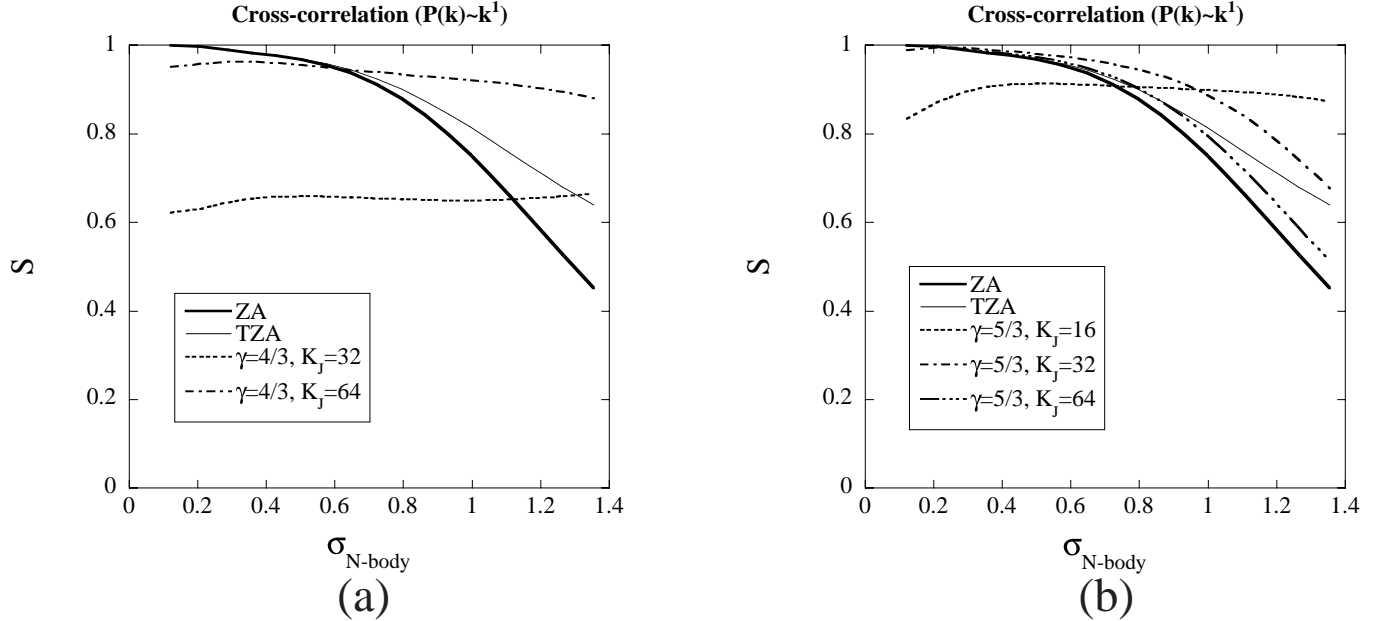 Cross-correlation (P(k)~k¹)
1
0.8
0.6
0.4
0.2
0
S
ZA
TZA
γ=4/3, K_J=32
γ=4/3, K_J=64
0 0.2 0.4 0.6 0.8 1 1.2 1.4
σ_N-body
(a)
Cross-correlation (P(k)~k¹)
1
0.8
0.6
0.4
0.2
0
S
ZA
TZA
γ=5/3, K_J=16
γ=5/3, K_J=32
γ=5/3, K_J=64
0 0.2 0.4 0.6 0.8 1 1.2 1.4
σ_N-body
(b)